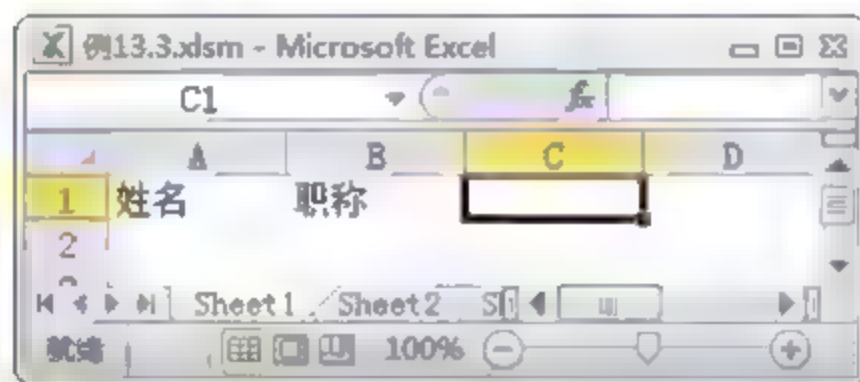 例13.3.xlsm - Microsoft Excel
C1 fx
A B C D
1 姓名 职称
2
Sheet1 Sheet2 S
就绪 100%